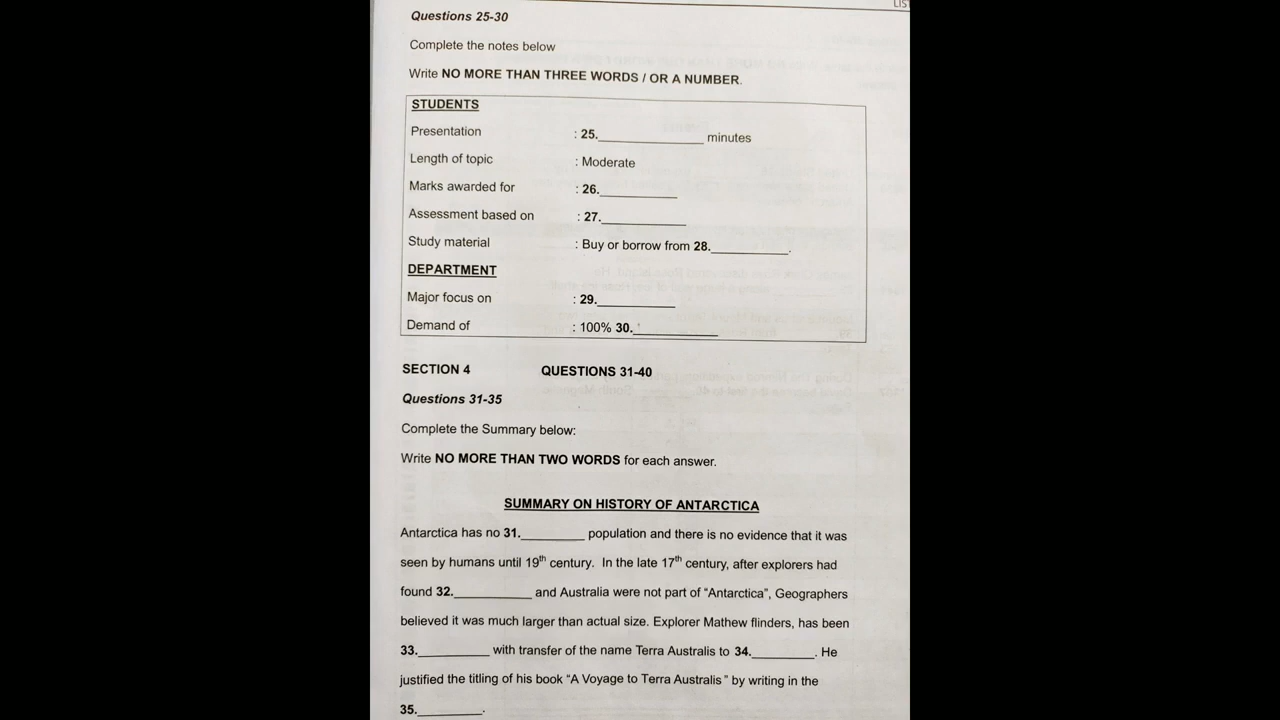 LIST
Questions 25-30
Complete the notes below
Write NO MORE THAN THREE WORDS / OR A NUMBER.
STUDENTS
Presentation : 25.______________ minutes
Length of topic : Moderate
Marks awarded for : 26.__________
Assessment based on : 27.___________
Study material : Buy or borrow from 28.__________.
DEPARTMENT
Major focus on : 29.__________
Demand of : 100% 30.___________
SECTION 4 QUESTIONS 31-40
Questions 31-35
Complete the Summary below:
Write NO MORE THAN TWO WORDS for each answer.
SUMMARY ON HISTORY OF ANTARCTICA
Antarctica has no 31.________ population and there is no evidence that it was
seen by humans until 19th century. In the late 17th century, after explorers had
found 32.__________ and Australia were not part of “Antarctica”, Geographers
believed it was much larger than actual size. Explorer Mathew flinders, has been
33._________ with transfer of the name Terra Australis to 34.________. He
justified the titling of his book “A Voyage to Terra Australis ” by writing in the
35.________.